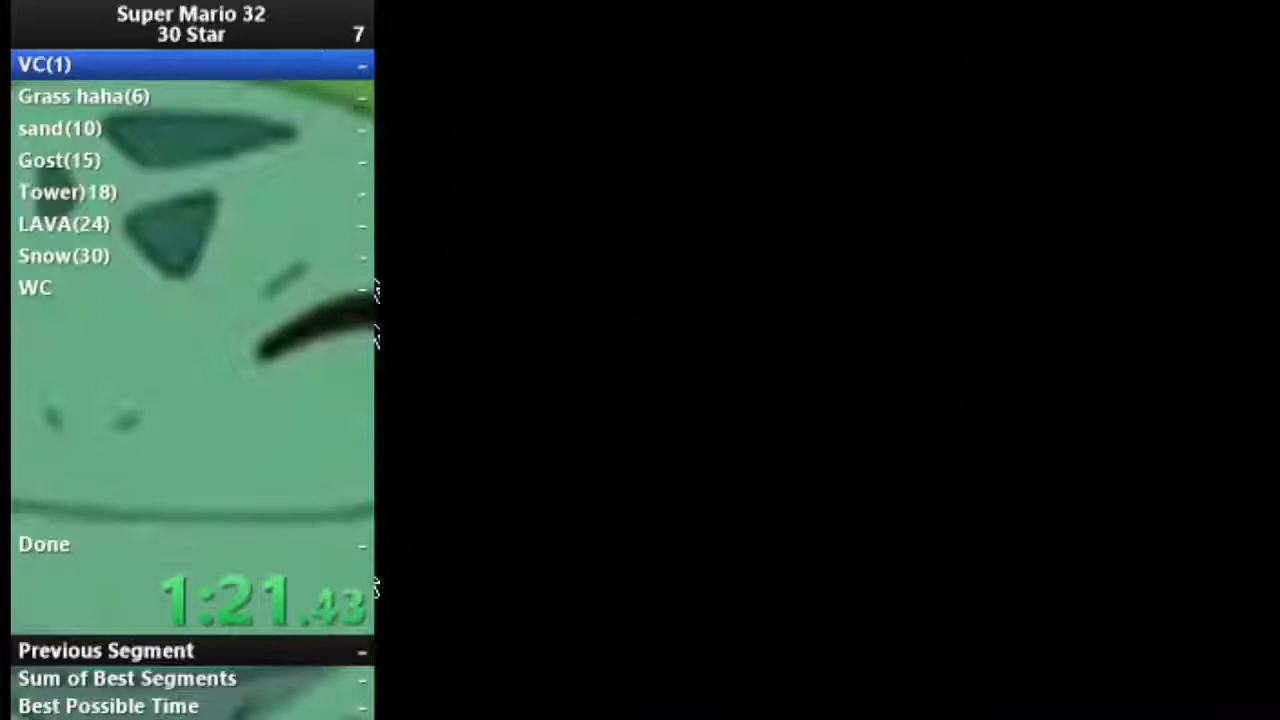 Super Mario 32
30 Star 7
VC(1) -
Grass haha(6) -
sand(10) -
Gost(15) -
Tower)18) -
LAVA(24) -
Snow(30) -
WC -
Done -
1:21.43
Previous Segment -
Sum of Best Segments -
Best Possible Time -